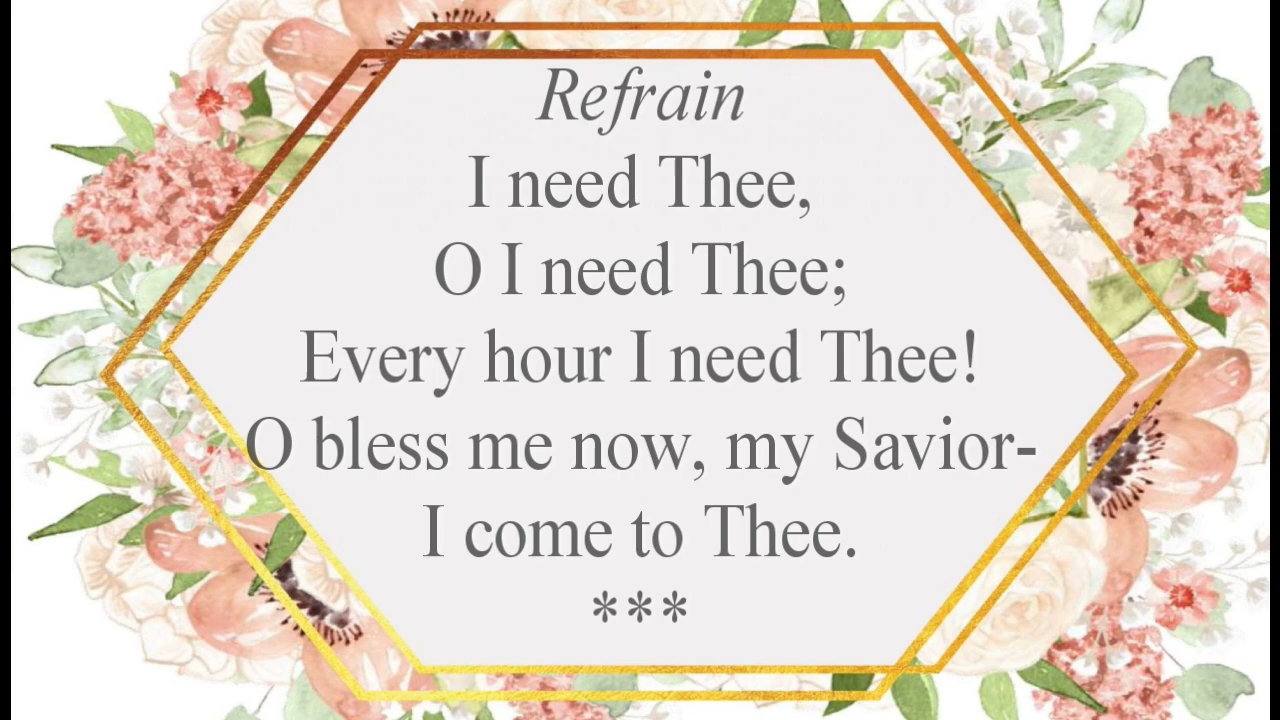 Refrain
I need Thee,
O I need Thee;
Every hour I need Thee!
O bless me now, my Savior-
I come to Thee.
***